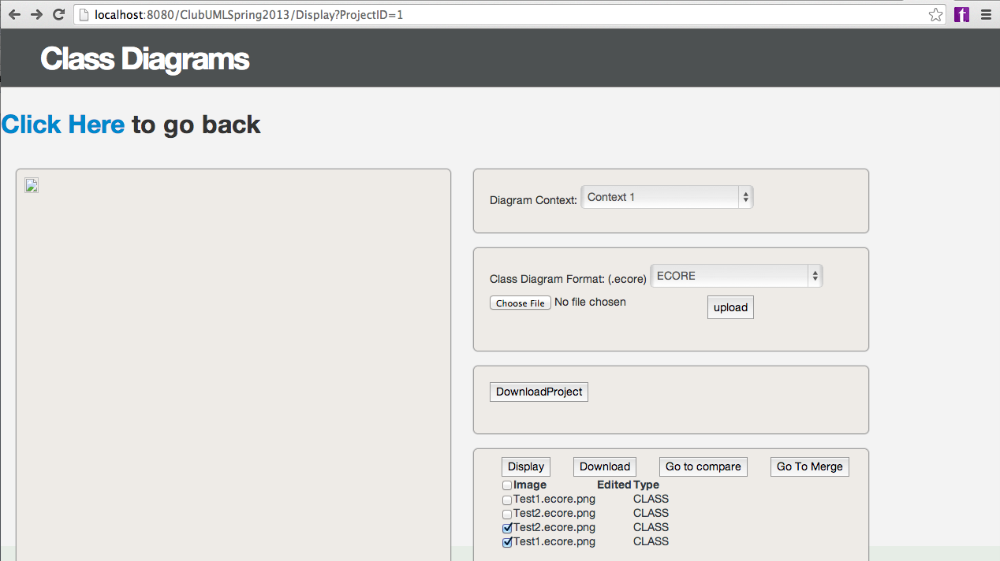 localhost:8080/ClubUMLSpring2013/Display?ProjectID=1
Class Diagrams
Click Here to go back
Diagram Context: Context 1
Class Diagram Format: (.ecore) ECORE
Choose File No file chosen upload
DownloadProject
Display Download Go to compare Go To Merge
Image Edited Type
Test1.ecore.png CLASS
Test2.ecore.png CLASS
Test2.ecore.png CLASS
Test1.ecore.png CLASS